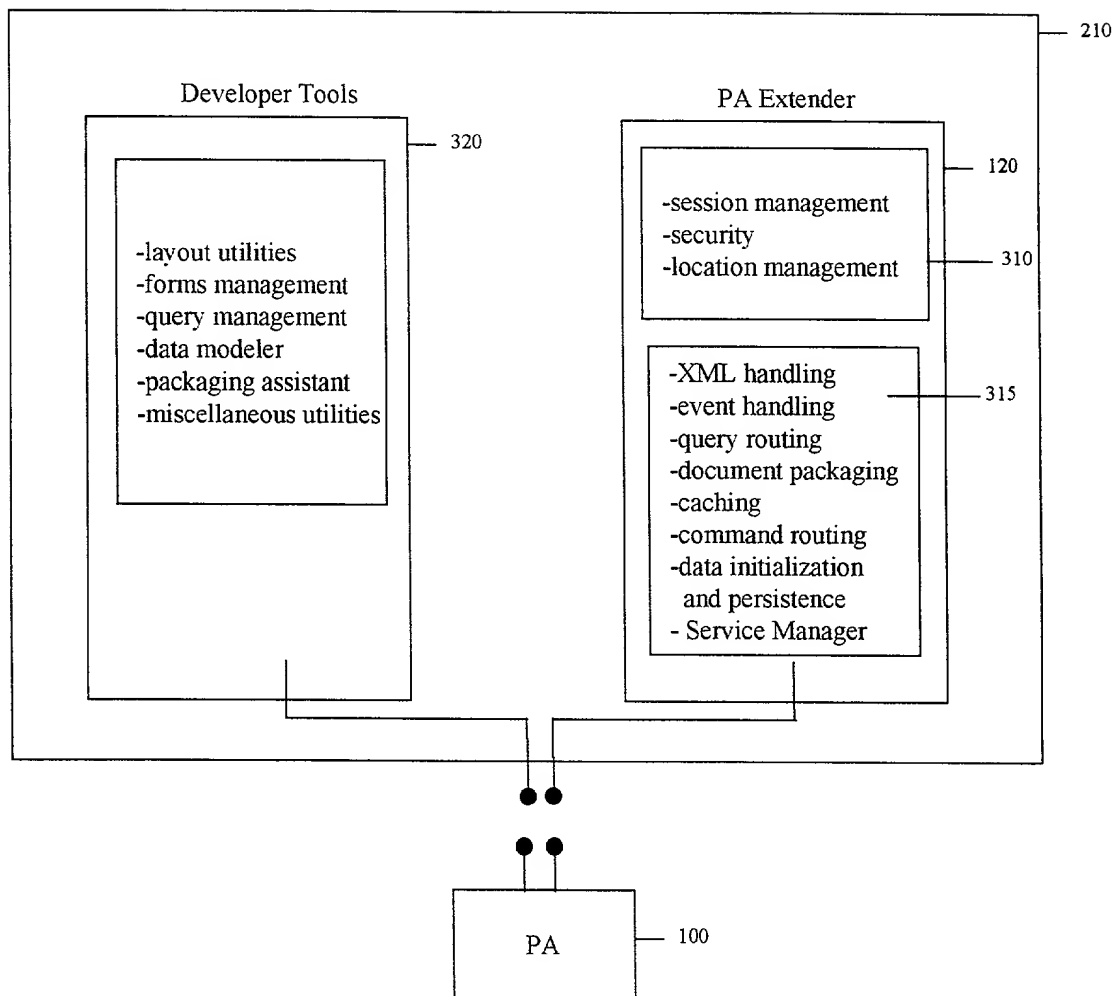 210
Developer Tools
320
-layout utilities
-forms management
-query management
-data modeler
-packaging assistant
-miscellaneous utilities
PA Extender
120
-session management
-security
-location management
310
-XML handling
-event handling
-query routing
-document packaging
-caching
-command routing
-data initialization
and persistence
- Service Manager
315
PA
100